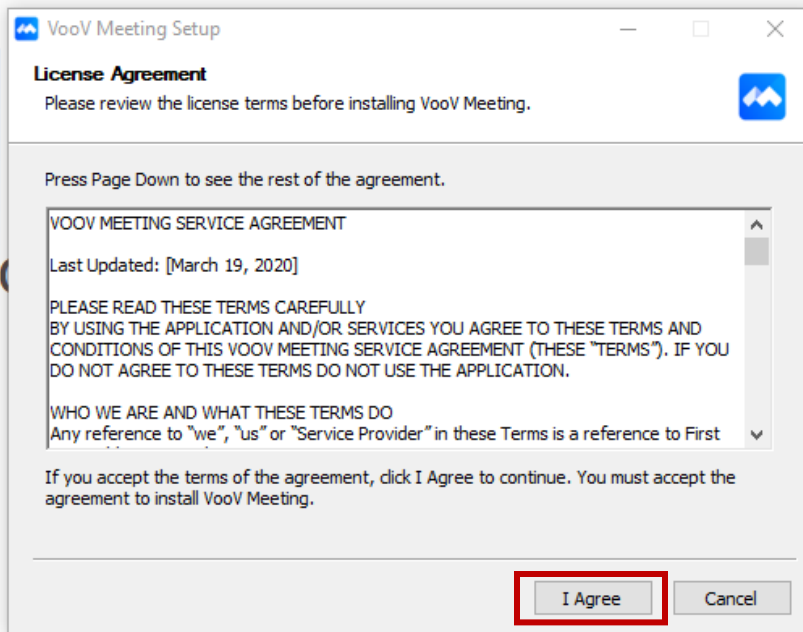 VooV Meeting Setup
License Agreement
Please review the license terms before installing VooV Meeting.
Press Page Down to see the rest of the agreement.
VOOV MEETING SERVICE AGREEMENT
Last Updated: [March 19, 2020]
PLEASE READ THESE TERMS CAREFULLY
BY USING THE APPLICATION AND/OR SERVICES YOU AGREE TO THESE TERMS AND
CONDITIONS OF THIS VOOV MEETING SERVICE AGREEMENT (THESE “TERMS”). IF YOU
DO NOT AGREE TO THESE TERMS DO NOT USE THE APPLICATION.
WHO WE ARE AND WHAT THESE TERMS DO
Any reference to “we”, “us” or “Service Provider” in these Terms is a reference to First
If you accept the terms of the agreement, click I Agree to continue. You must accept the
agreement to install VooV Meeting.
I Agree
Cancel